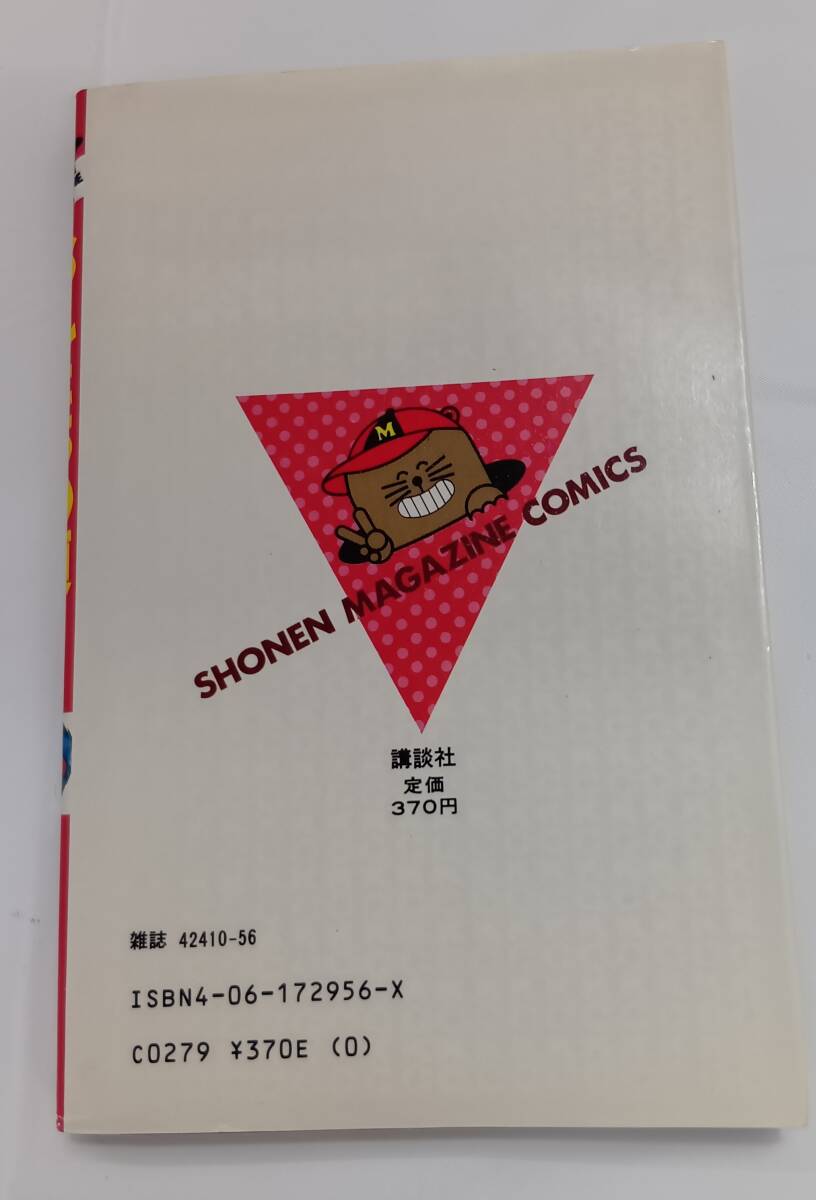 M
SHONEN MAGAZINE COMICS
講談社
定価
370円
雑誌 42410-56
ISBN4-06-172956-X
C0279 ¥370E (0)